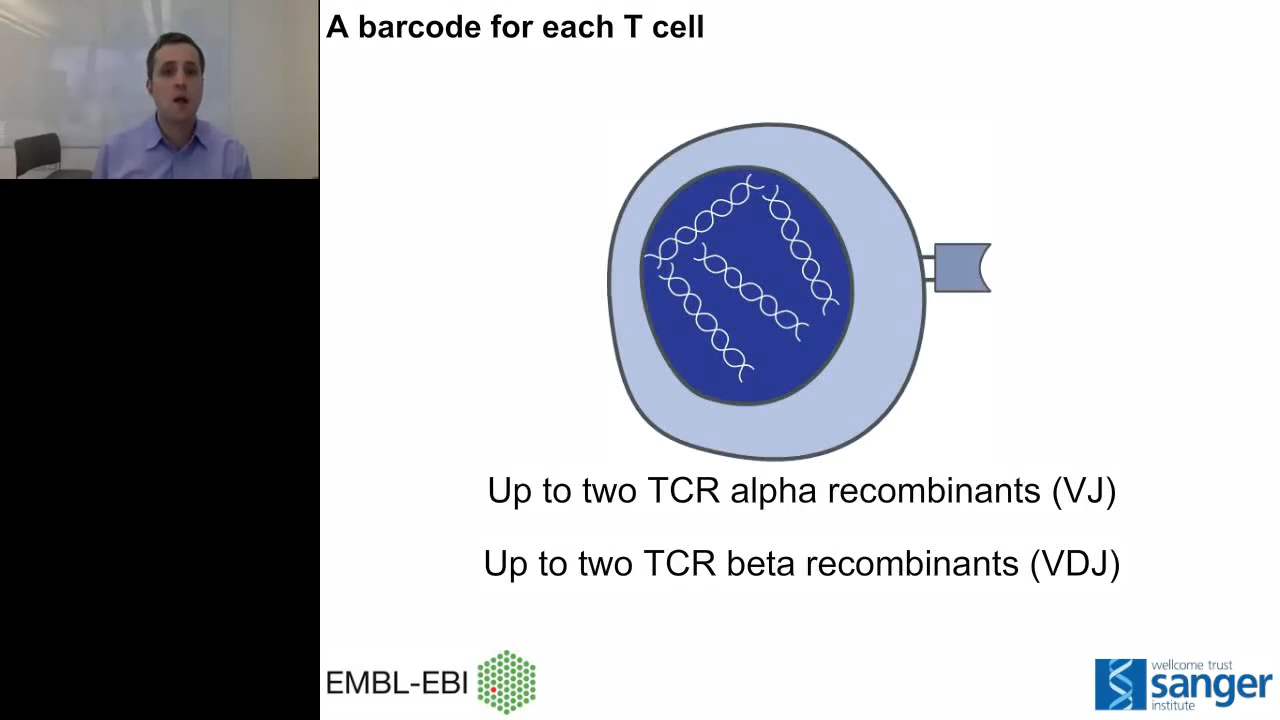 A barcode for each T cell
Up to two TCR alpha recombinants (VJ)
Up to two TCR beta recombinants (VDJ)
EMBL-EBI
wellcome trust
sanger
institute